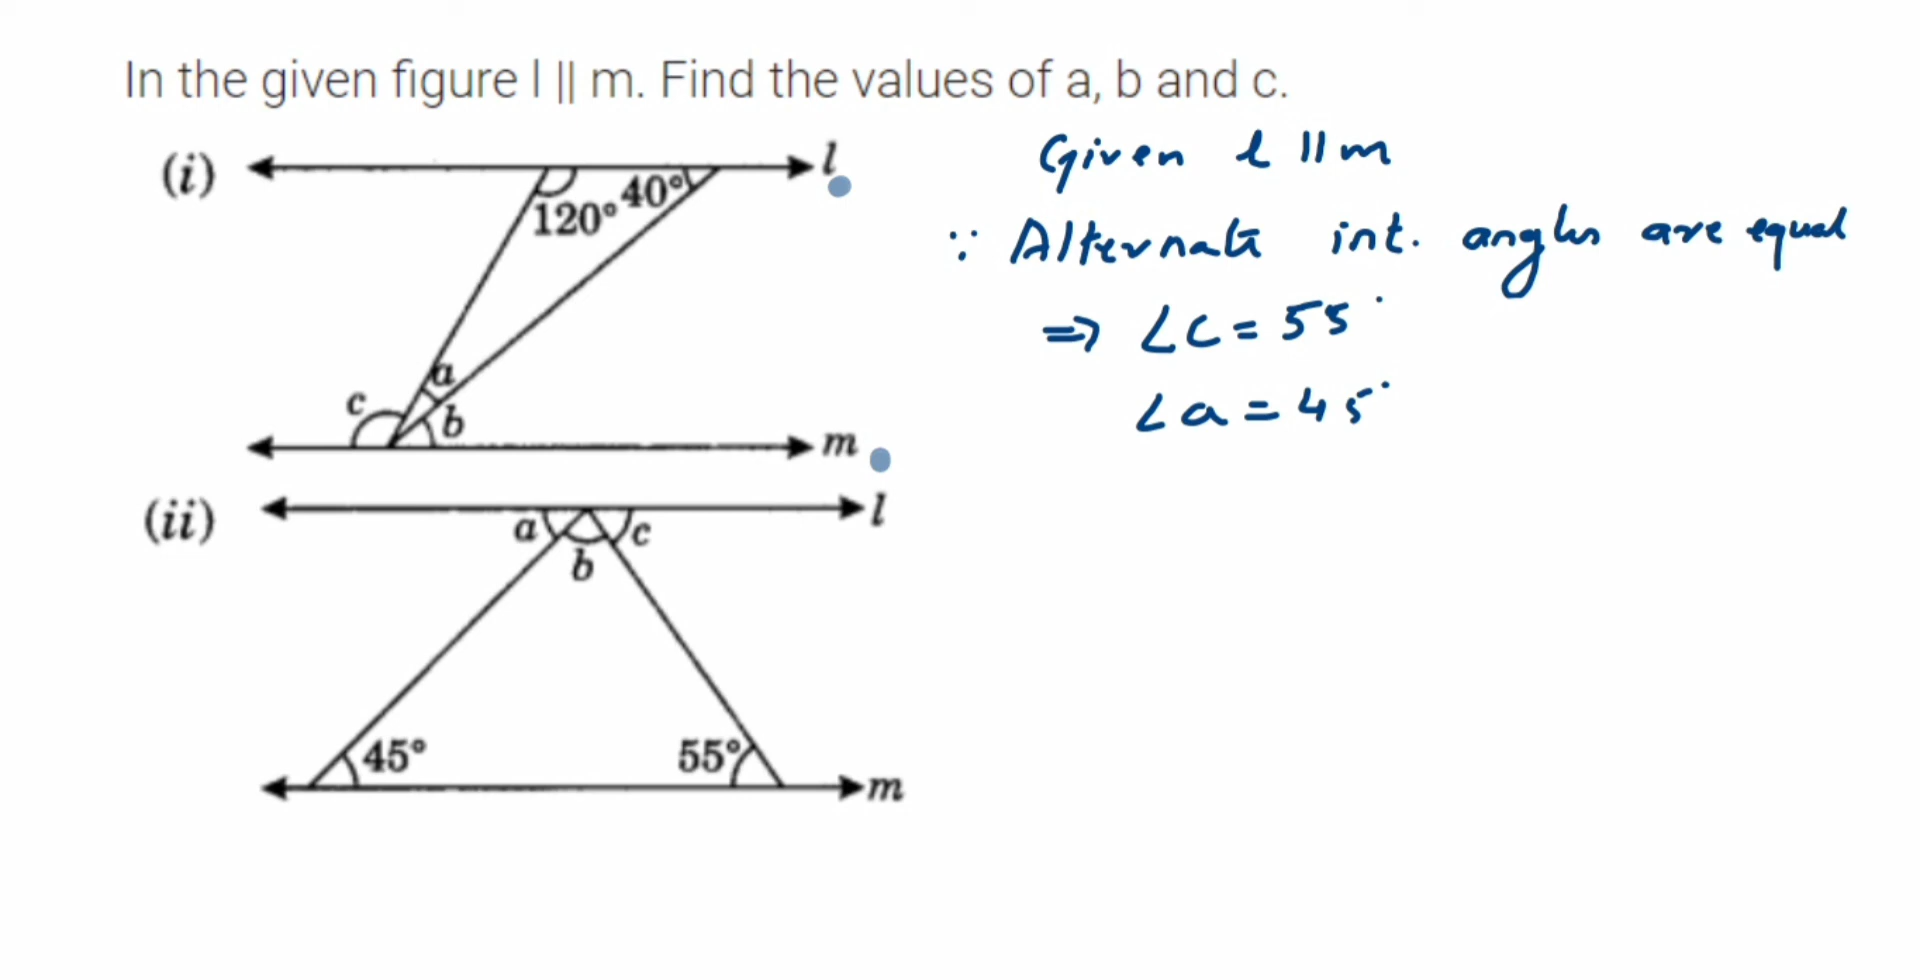 In the given figure l || m. Find the values of a, b and c.
(i)
l
120° 40°
a
c
b
m
Given l || m
∵ Alternate int. angles are equal
⇒ ∠C = 55°
∠a = 45°
(ii)
l
a
c
b
45°
55°
m